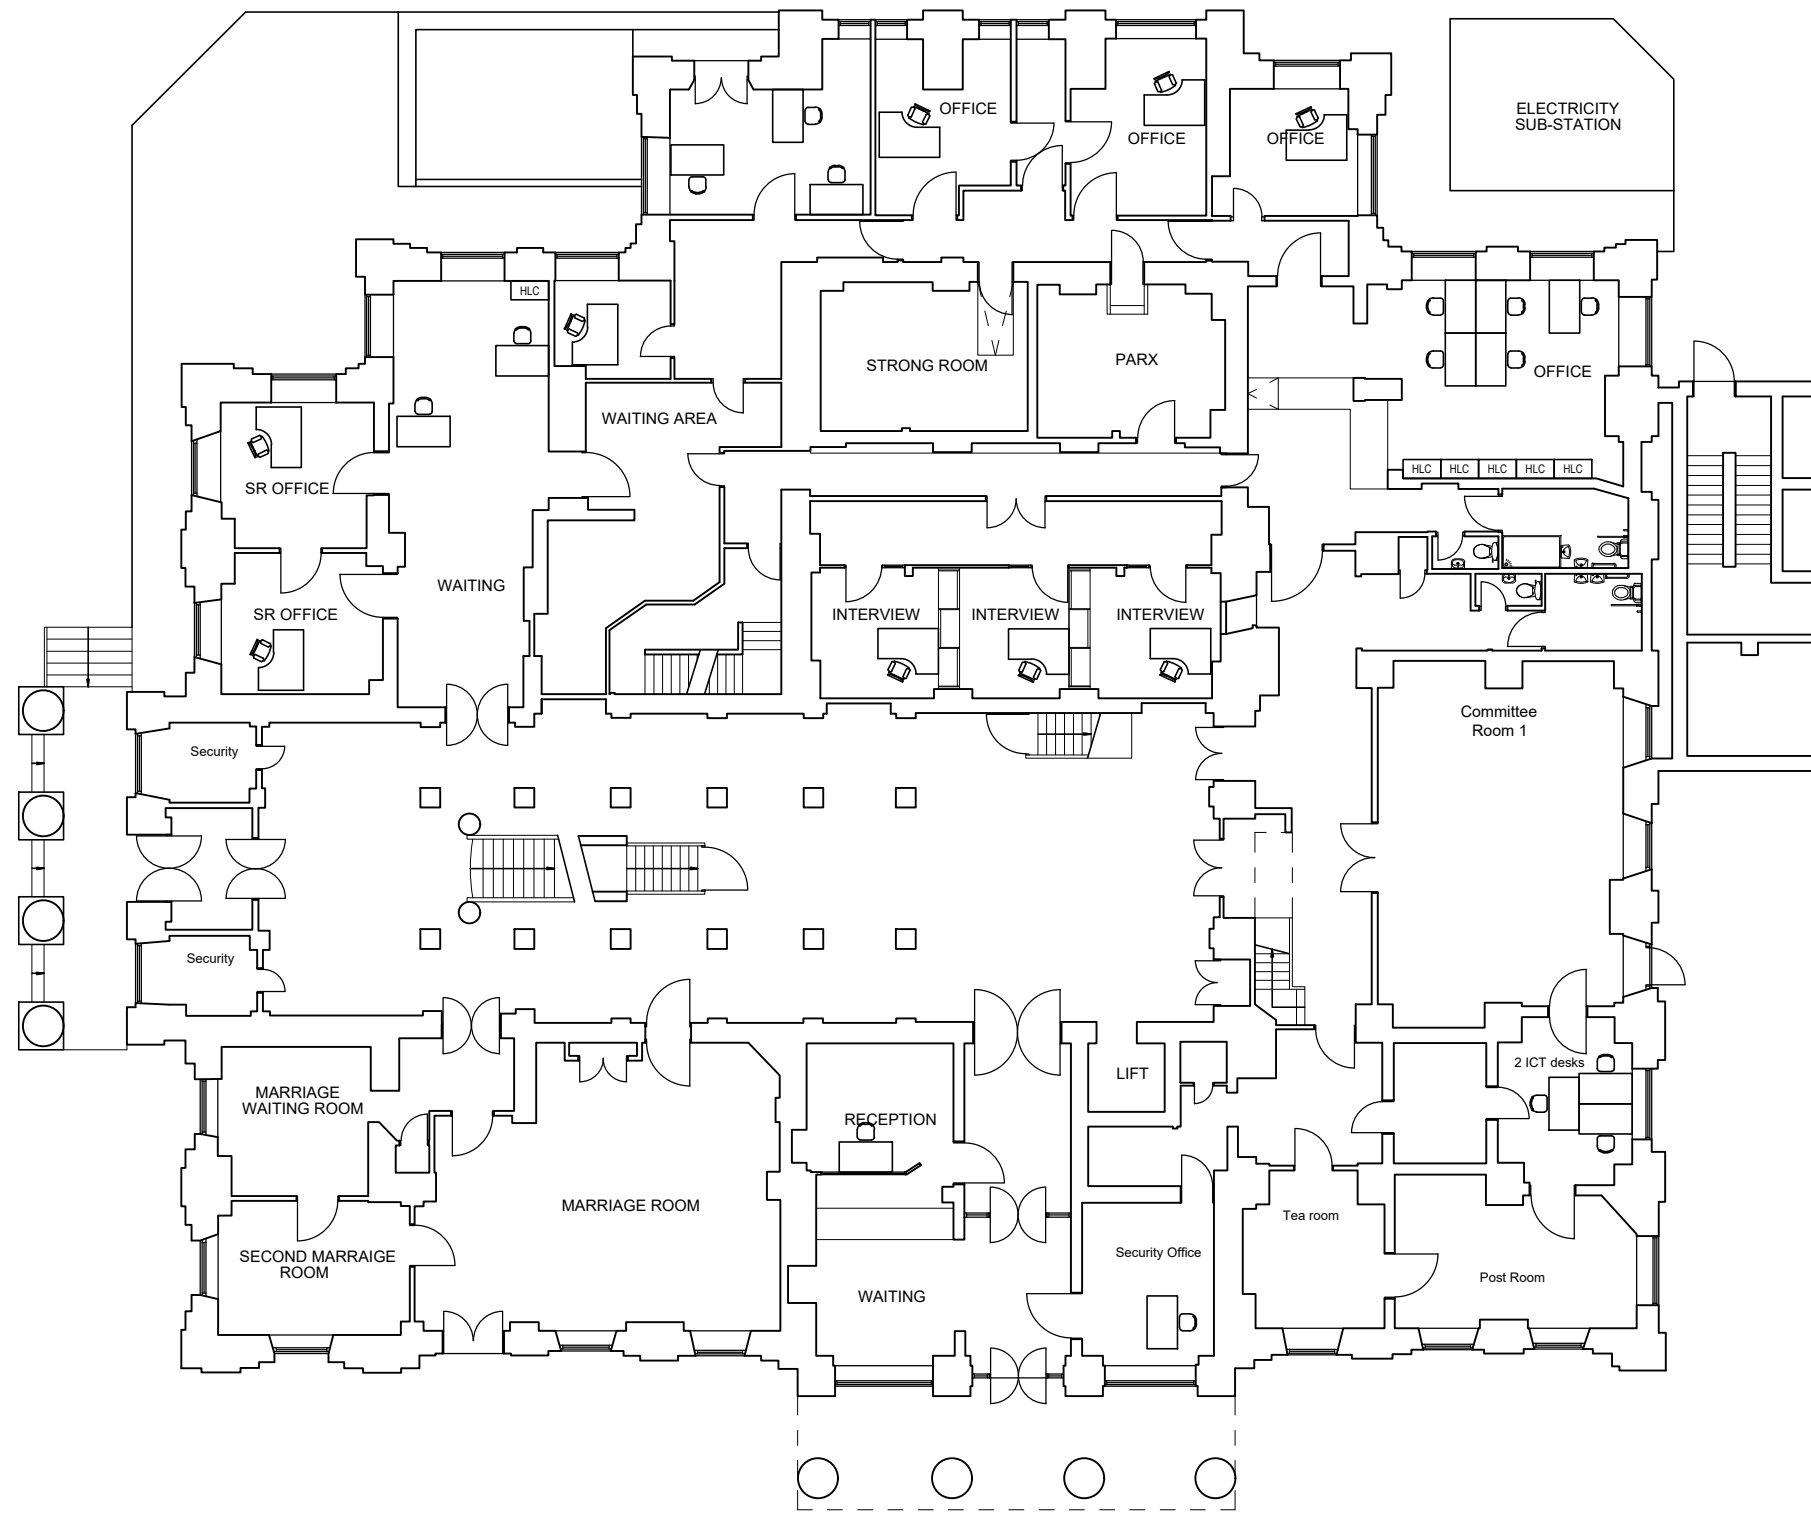 OFFICE
OFFICE
OFFICE
ELECTRICITY
SUB-STATION
HLC
STRONG ROOM
PARX
OFFICE
WAITING AREA
HLC
HLC
HLC
HLC
HLC
SR OFFICE
WAITING
SR OFFICE
INTERVIEW
INTERVIEW
INTERVIEW
Committee
Room 1
Security
Security
MARRIAGE
WAITING ROOM
LIFT
2 ICT desks
RECEPTION
MARRIAGE ROOM
Tea room
Security Office
SECOND MARRAIGE
ROOM
WAITING
Post Room